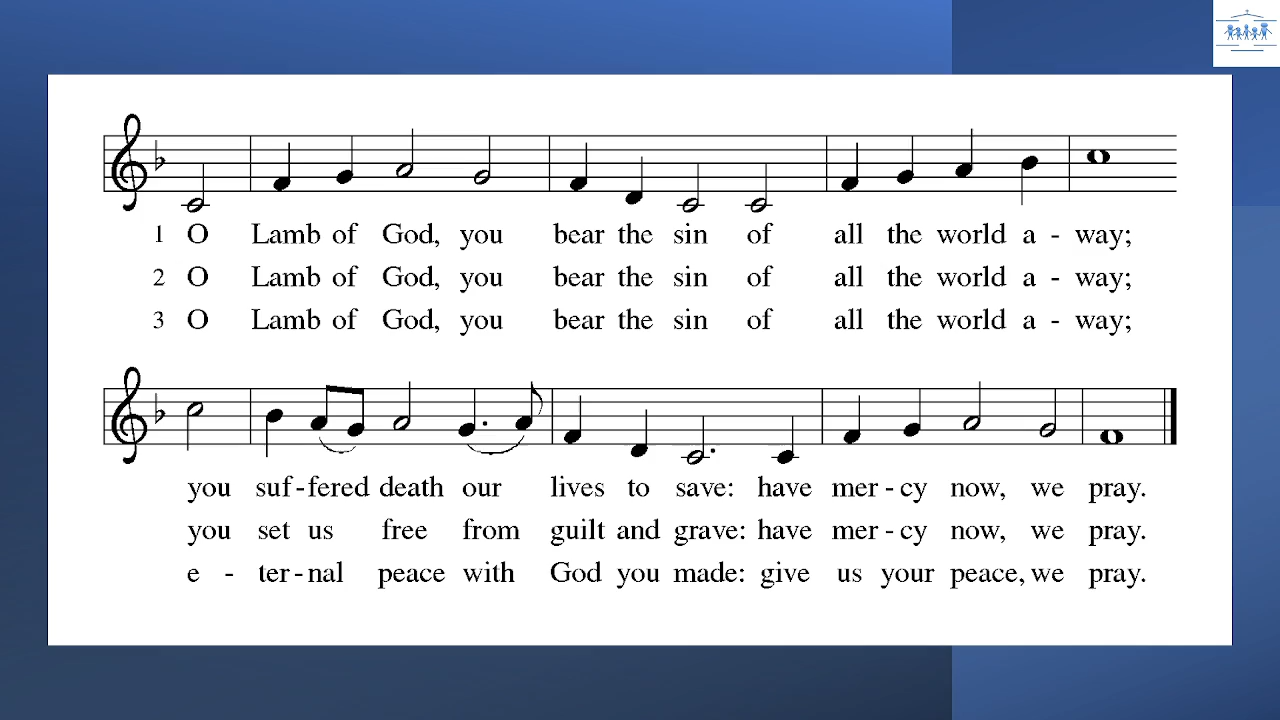 1 O Lamb of God, you bear the sin of all the world a - way;
2 O Lamb of God, you bear the sin of all the world a - way;
3 O Lamb of God, you bear the sin of all the world a - way;
you suf - fered death our lives to save: have mer - cy now, we pray.
you set us free from guilt and grave: have mer - cy now, we pray.
e - ter - nal peace with God you made: give us your peace, we pray.